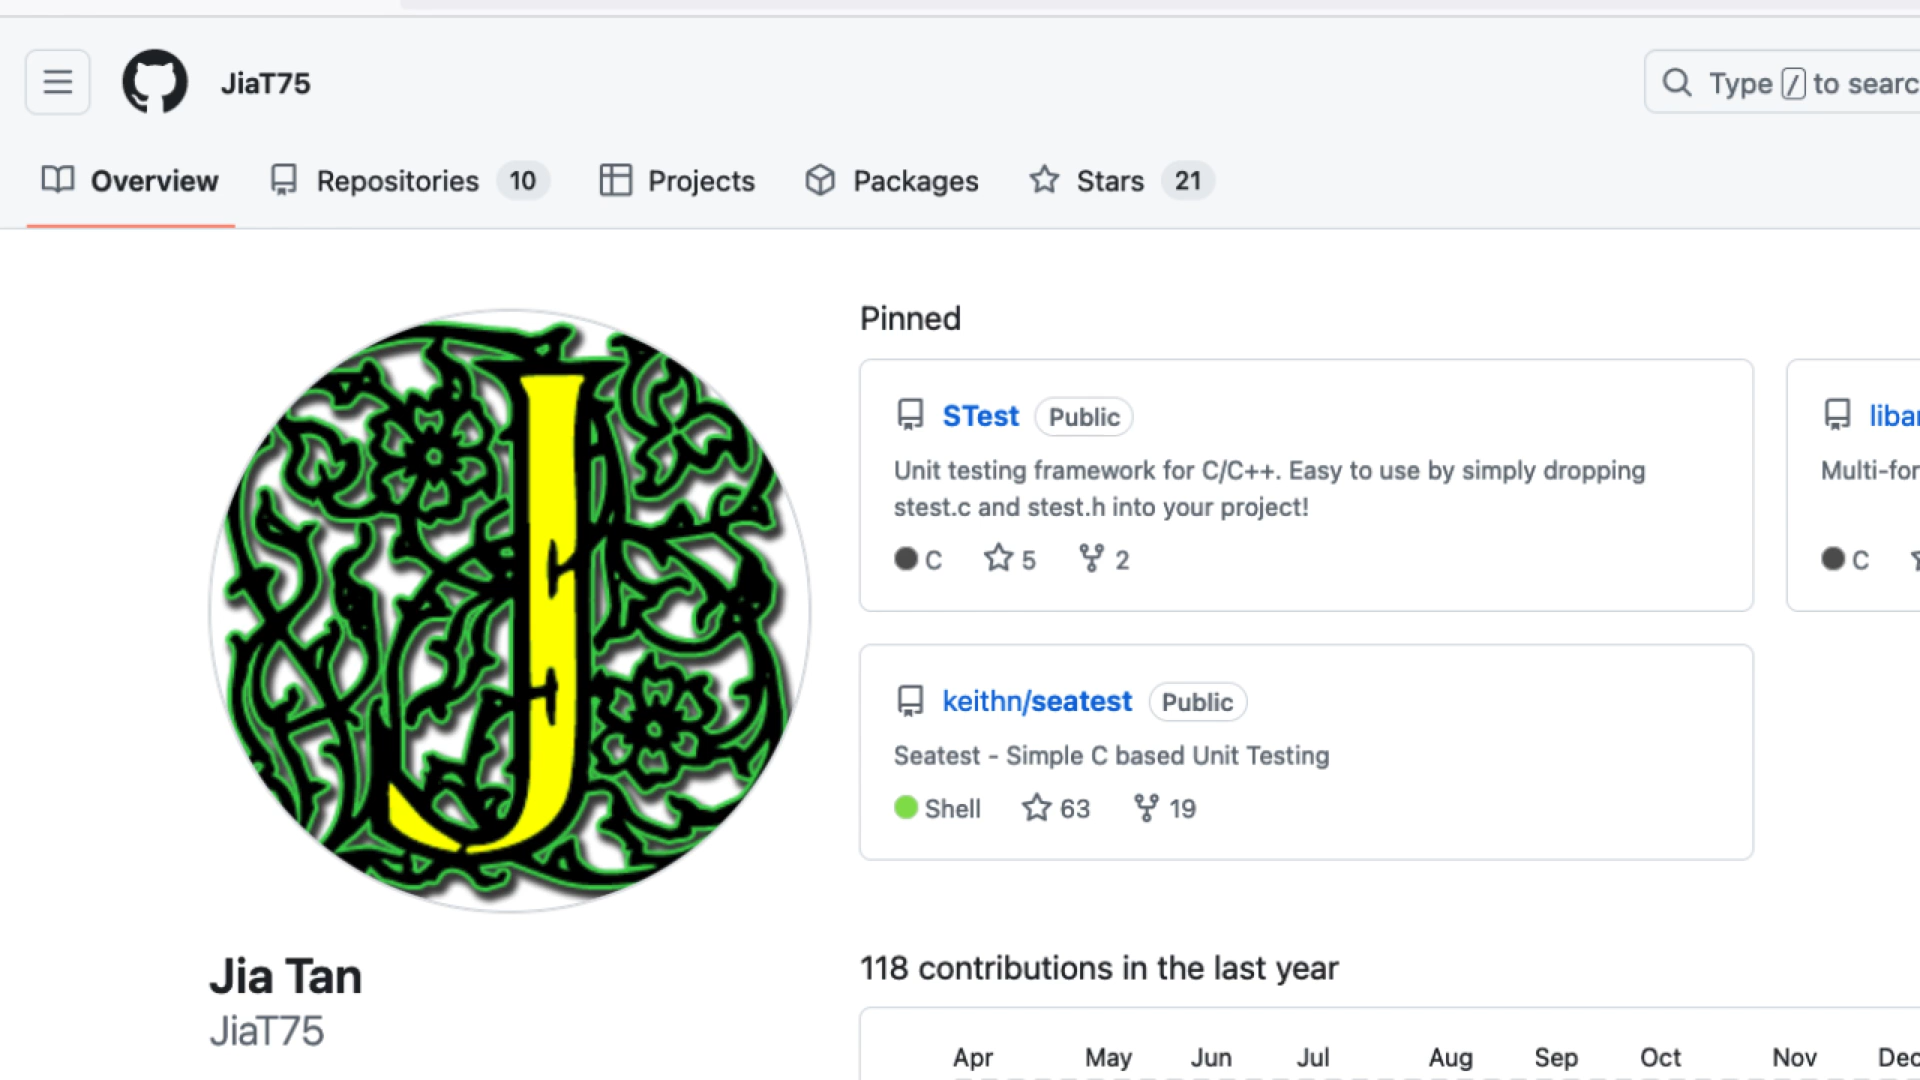 JiaT75
Type / to searc
Overview
Repositories 10
Projects
Packages
Stars 21
Pinned
STest Public
Unit testing framework for C/C++. Easy to use by simply dropping
stest.c and stest.h into your project!
C 5 2
libar
Multi-for
C
keithn/seatest Public
Seatest - Simple C based Unit Testing
Shell 63 19
J
Jia Tan
JiaT75
118 contributions in the last year
Apr May Jun Jul Aug Sep Oct Nov Dec